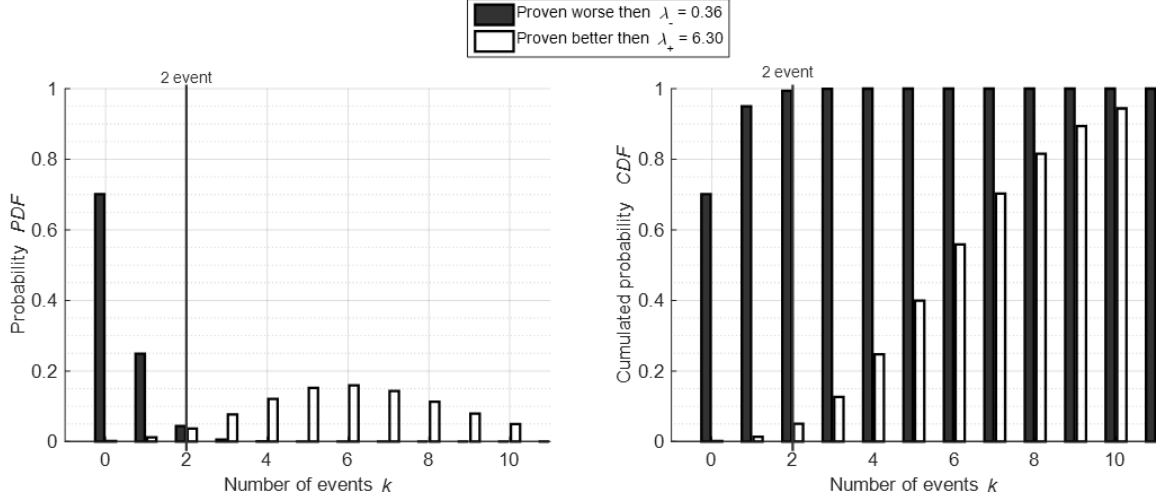 Proven worse then λ_- = 0.36
Proven better then λ_+ = 6.30
2 event
1
0.8
0.6
0.4
0.2
0
Probability PDF
0 2 4 6 8 10
Number of events k
2 event
1
0.8
0.6
0.4
0.2
0
Cumulated probability CDF
0 2 4 6 8 10
Number of events k